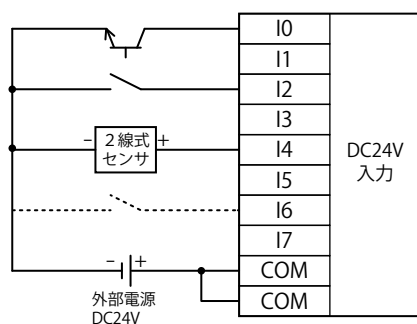 I0
I1
I2
I3
- 2線式 +
センサ
I4
DC24V
入力
I5
I6
I7
- +
COM
外部電源
DC24V
COM